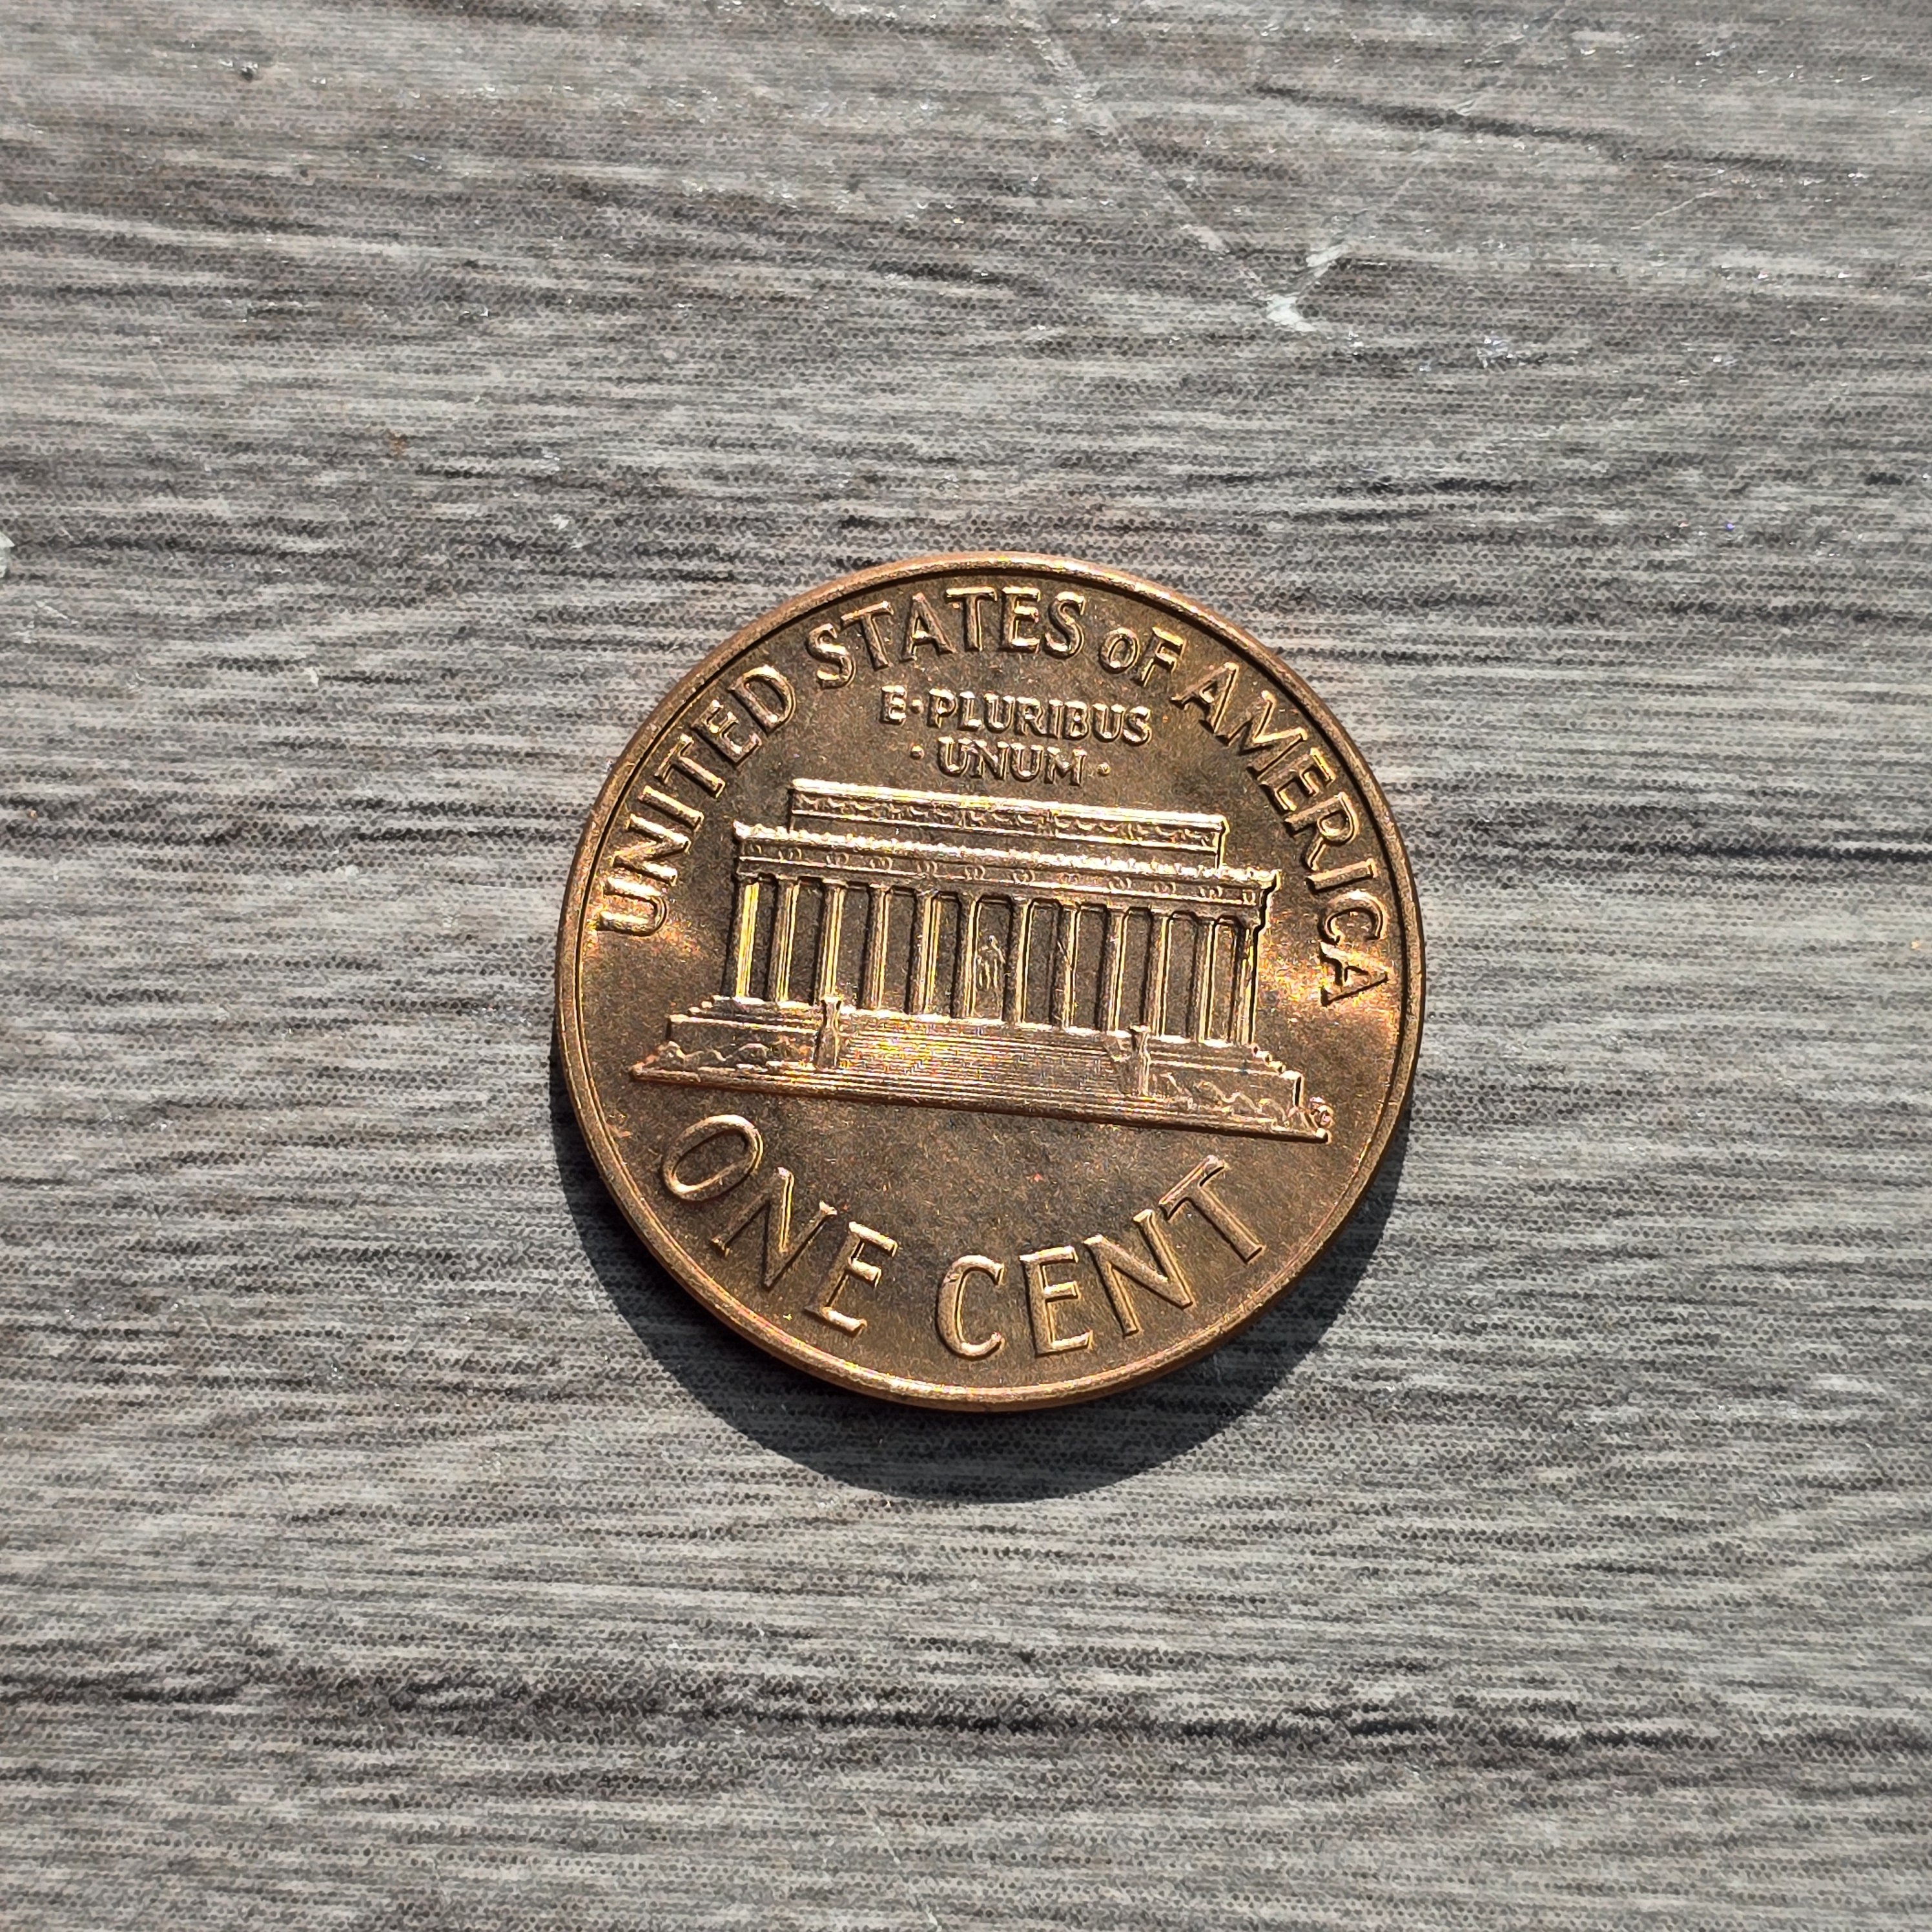 UNITED STATES OF AMERICA
E·PLURIBUS
·UNUM·
ONE CENT